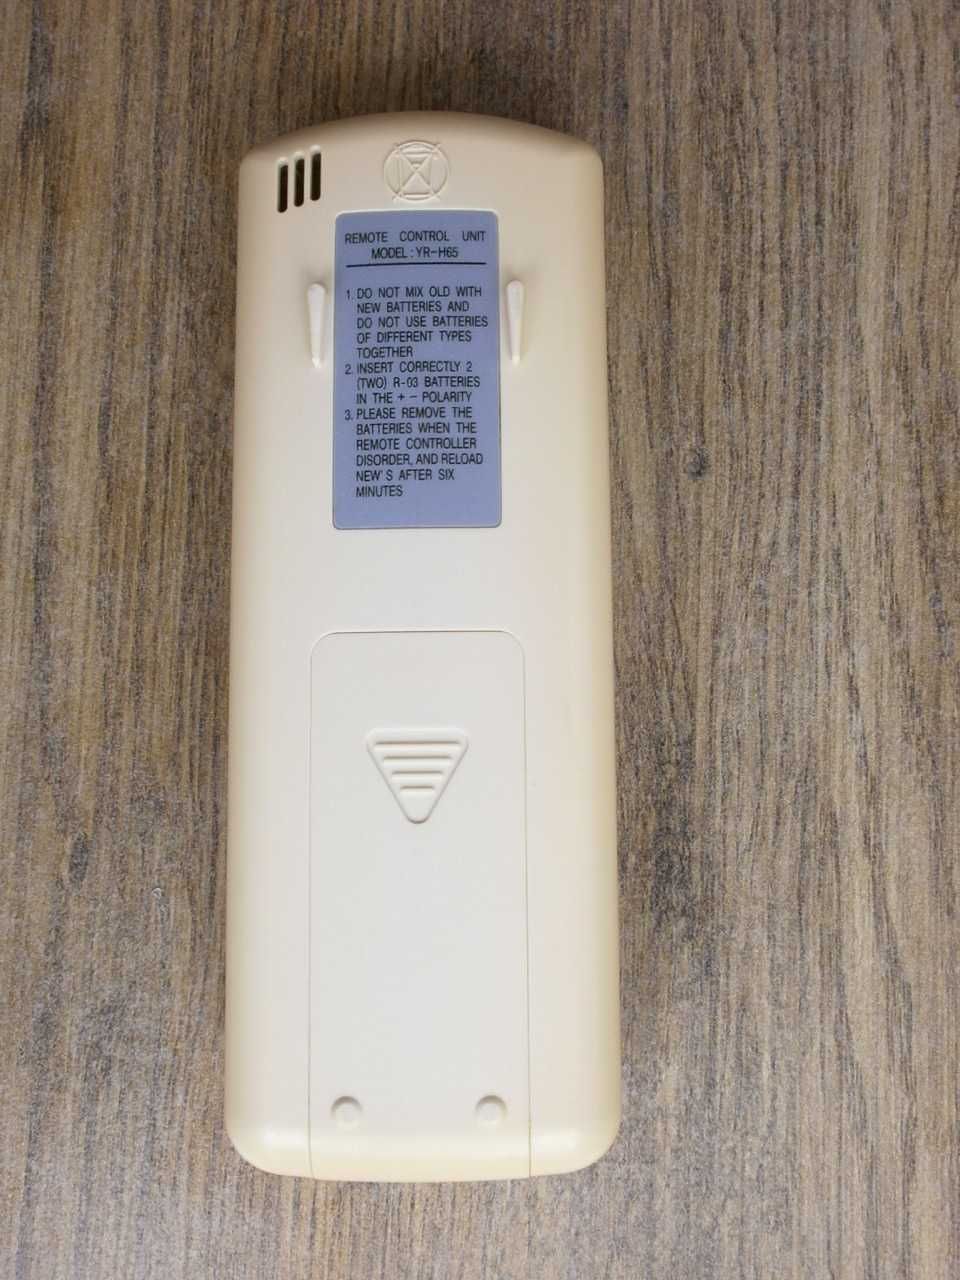 REMOTE CONTROL UNIT
MODEL : YR-H65
1. DO NOT MIX OLD WITH
NEW BATTERIES AND
DO NOT USE BATTERIES
OF DIFFERENT TYPES
TOGETHER
2. INSERT CORRECTLY 2
(TWO) R-03 BATTERIES
IN THE + - POLARITY
3. PLEASE REMOVE THE
BATTERIES WHEN THE
REMOTE CONTROLLER
DISORDER, AND RELOAD
NEW'S AFTER SIX
MINUTES